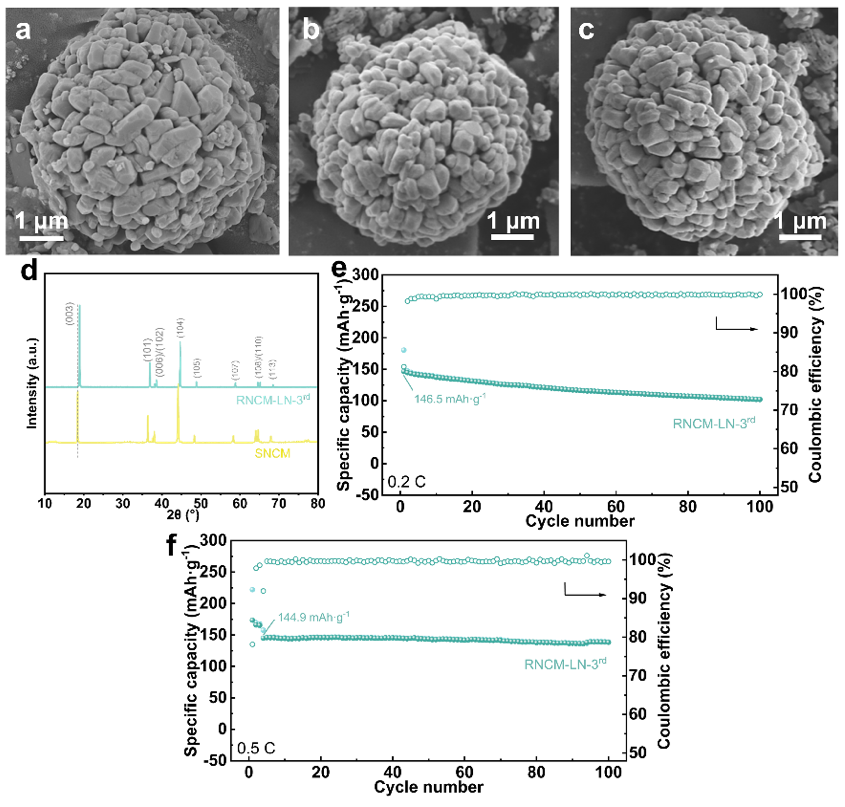 a
b
c
1 μm
1 μm
1 μm
d
(003)
(101)
(006)/(102)
(104)
(105)
(107)
(108)/(110)
(113)
RNCM-LN-3rd
SNCM
Intensity (a.u.)
10 20 30 40 50 60 70 80
2θ (°)
e
300
250
200
150
100
50
0
-50
Specific capacity (mAh·g-1)
146.5 mAh·g-1
RNCM-LN-3rd
0.2 C
100
90
80
70
60
50
Coulombic efficiency (%)
0 20 40 60 80 100
Cycle number
f
300
250
200
150
100
50
0
-50
Specific capacity (mAh·g-1)
144.9 mAh·g-1
RNCM-LN-3rd
0.5 C
100
90
80
70
60
50
Coulombic efficiency (%)
0 20 40 60 80 100
Cycle number